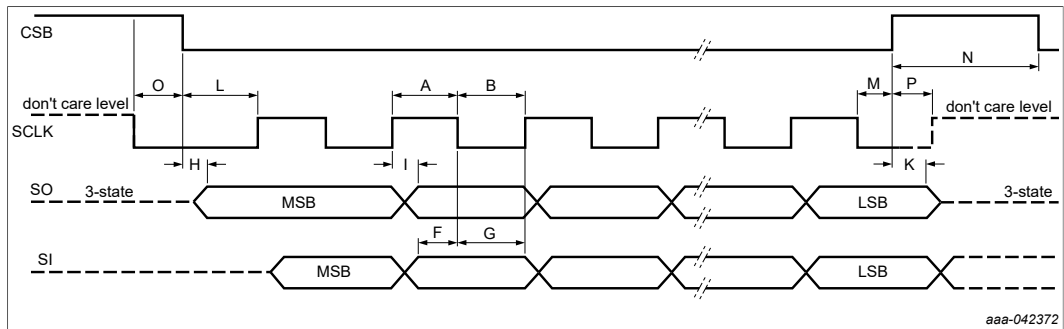 CSB
N
O
L
A
B
M
P
don't care level
don't care level
SCLK
H
I
K
SO
3-state
MSB
LSB
3-state
F
G
SI
MSB
LSB
aaa-042372